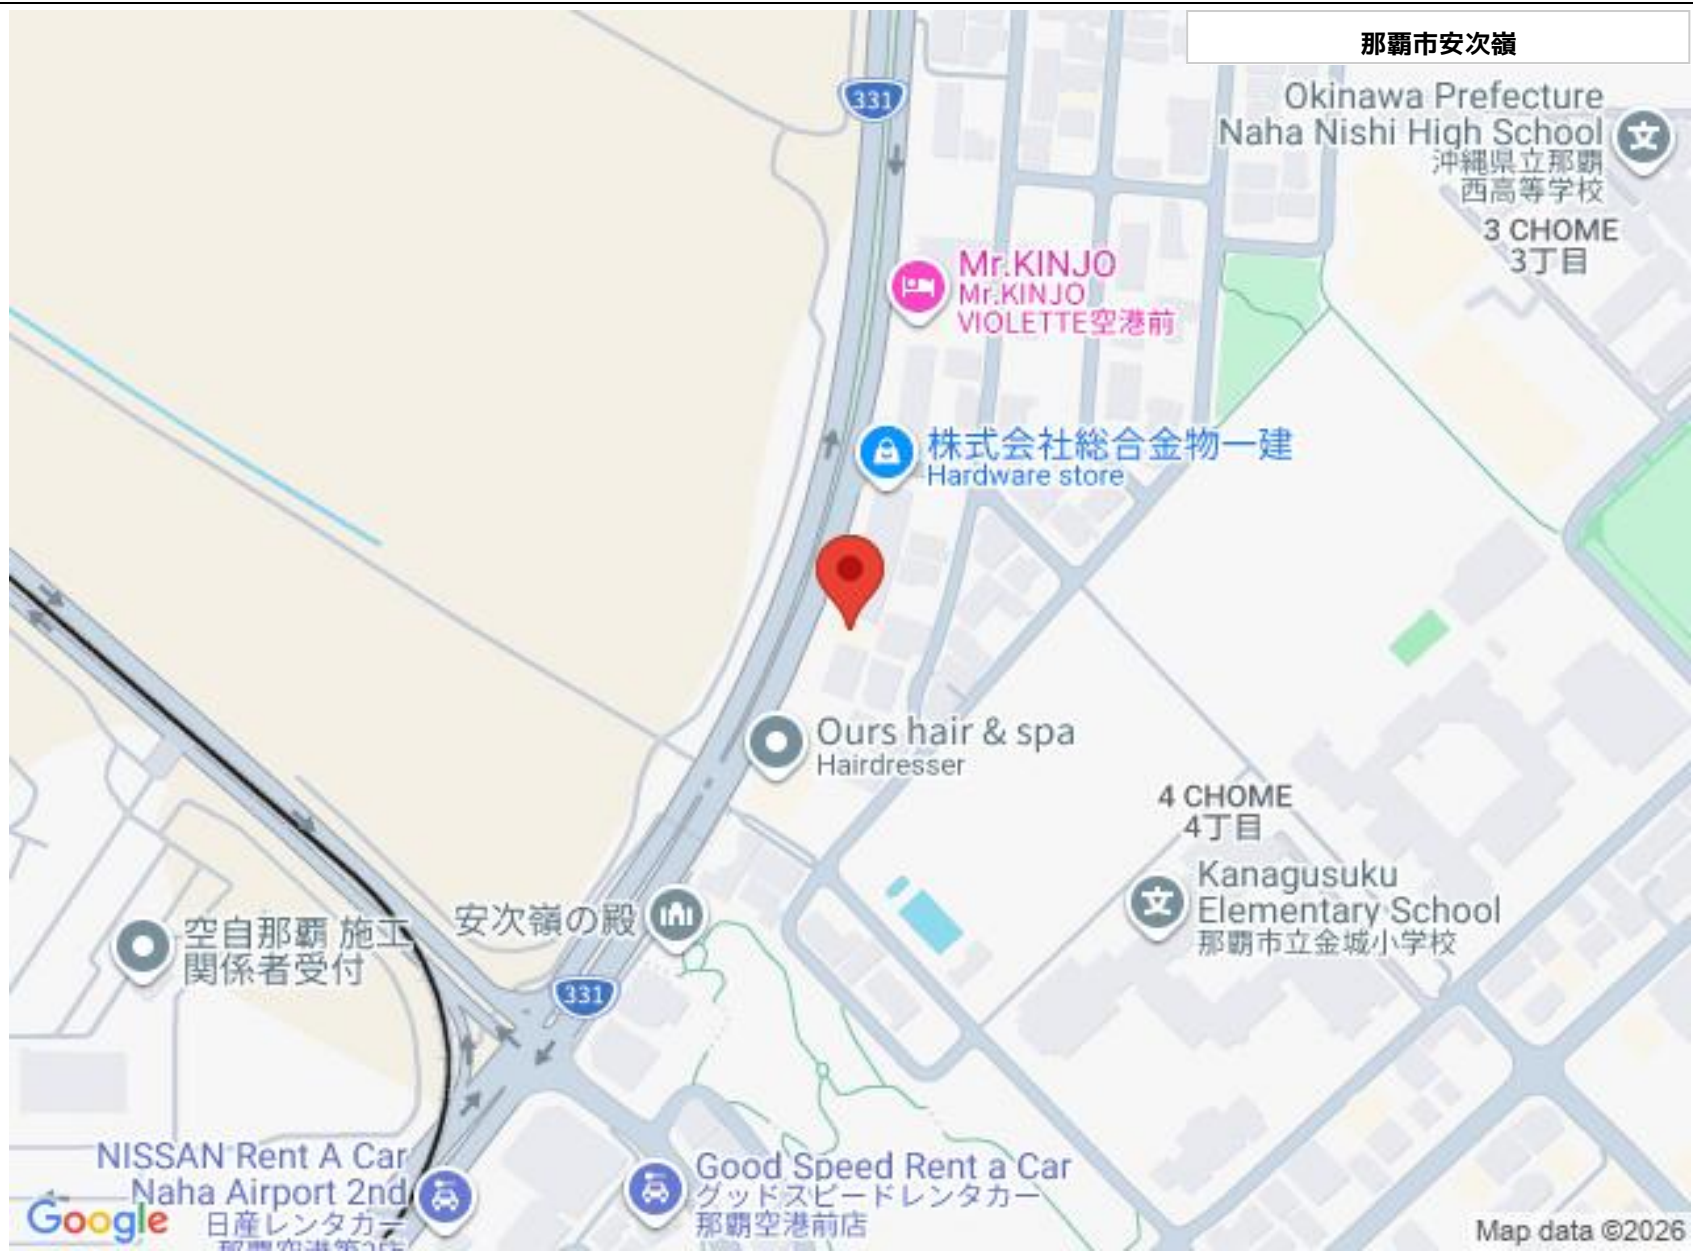 那覇市安次嶺
331
Okinawa Prefecture
Naha Nishi High School
沖縄県立那覇
西高等学校
3 CHOME
3丁目
Mr.KINJO
Mr.KINJO
VIOLETTE空港前
株式会社総合金物一建
Hardware store
Ours hair & spa
Hairdresser
4 CHOME
4丁目
Kanagusuku
Elementary School
那覇市立金城小学校
安次嶺の殿
空自那覇 施工
関係者受付
331
NISSAN Rent A Car
Naha Airport 2nd
日産レンタカー
那覇空港第2店
Good Speed Rent a Car
グッドスピードレンタカー
那覇空港前店
Google
Map data ©2026